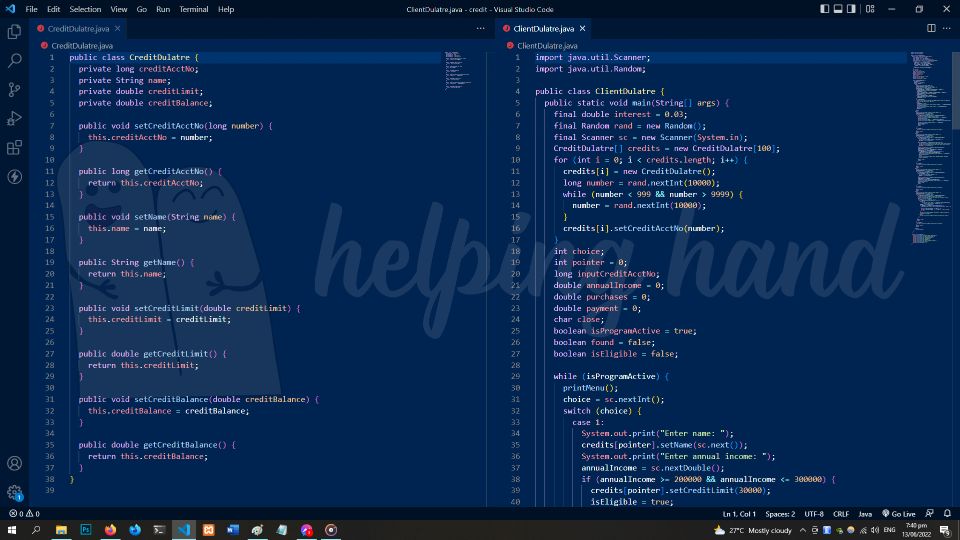 File Edit Selection View Go Run Terminal Help
ClientDulatre.java - credit - Visual Studio Code
CreditDulatre.java
CreditDulatre.java
1 public class CreditDulatre {
2 private long creditAcctNo;
3 private String name;
4 private double creditLimit;
5 private double creditBalance;
6
7 public void setCreditAcctNo(long number) {
8 this.creditAcctNo = number;
9 }
10
11 public long getCreditAcctNo() {
12 return this.creditAcctNo;
13 }
14
15 public void setName(String name) {
16 this.name = name;
17 }
18
19 public String getName() {
20 return this.name;
21 }
22
23 public void setCreditLimit(double creditLimit) {
24 this.creditLimit = creditLimit;
25 }
26
27 public double getCreditLimit() {
28 return this.creditLimit;
29 }
30
31 public void setCreditBalance(double creditBalance) {
32 this.creditBalance = creditBalance;
33 }
34
35 public double getCreditBalance() {
36 return this.creditBalance;
37 }
38 }
39
ClientDulatre.java
ClientDulatre.java
1 import java.util.Scanner;
2 import java.util.Random;
3
4 public class ClientDulatre {
5 public static void main(String[] args) {
6 final double interest = 0.03;
7 final Random rand = new Random();
8 final Scanner sc = new Scanner(System.in);
9 CreditDulatre[] credits = new CreditDulatre[100];
10 for (int i = 0; i < credits.length; i++) {
11 credits[i] = new CreditDulatre();
12 long number = rand.nextInt(10000);
13 while (number < 999 && number > 9999) {
14 number = rand.nextInt(10000);
15 }
16 credits[i].setCreditAcctNo(number);
17 }
18 int choice;
19 int pointer = 0;
20 long inputCreditAcctNo;
21 double annualIncome = 0;
22 double purchases = 0;
23 double payment = 0;
24 char close;
25 boolean isProgramActive = true;
26 boolean found = false;
27 boolean isEligible = false;
28
29 while (isProgramActive) {
30 printMenu();
31 choice = sc.nextInt();
32 switch (choice) {
33 case 1:
34 System.out.print("Enter name: ");
35 credits[pointer].setName(sc.next());
36 System.out.print("Enter annual income: ");
37 annualIncome = sc.nextDouble();
38 if (annualIncome >= 200000 && annualIncome <= 300000) {
39 credits[pointer].setCreditLimit(30000);
40 isEligible = true;
helping hand
0 0
Ln 1, Col 1 Spaces: 2 UTF-8 CRLF Java Go Live
27°C Mostly cloudy
ENG
7:40 pm
13/06/2022